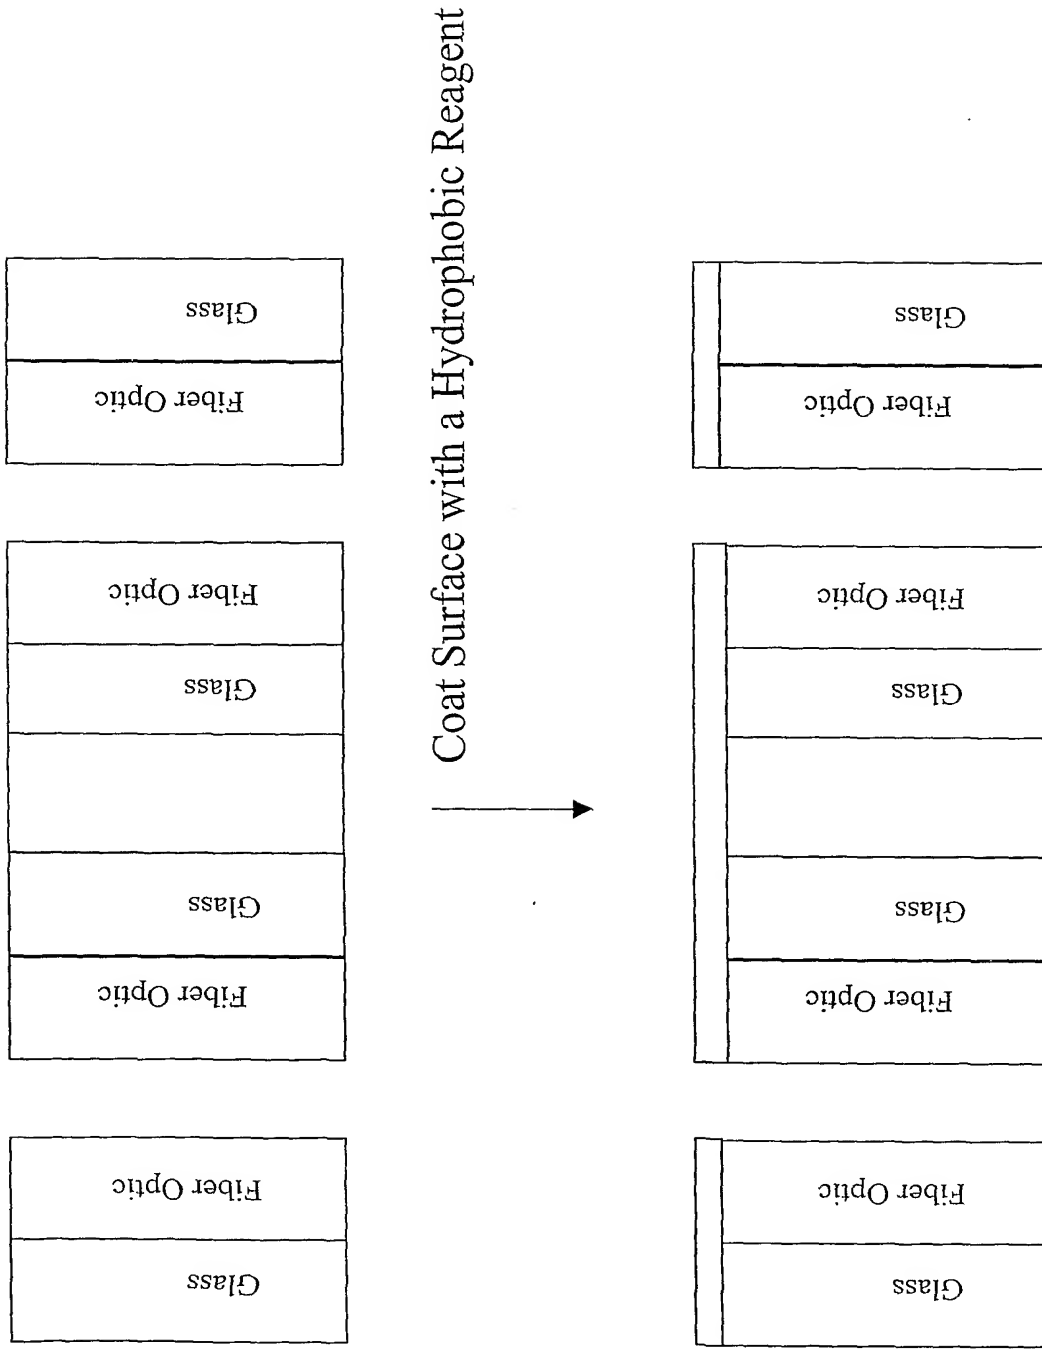 Glass
Fiber Optic
Fiber Optic
Glass
Glass
Fiber Optic
Fiber Optic
Glass
Coat Surface with a Hydrophobic Reagent
Glass
Fiber Optic
Fiber Optic
Glass
Glass
Fiber Optic
Fiber Optic
Glass